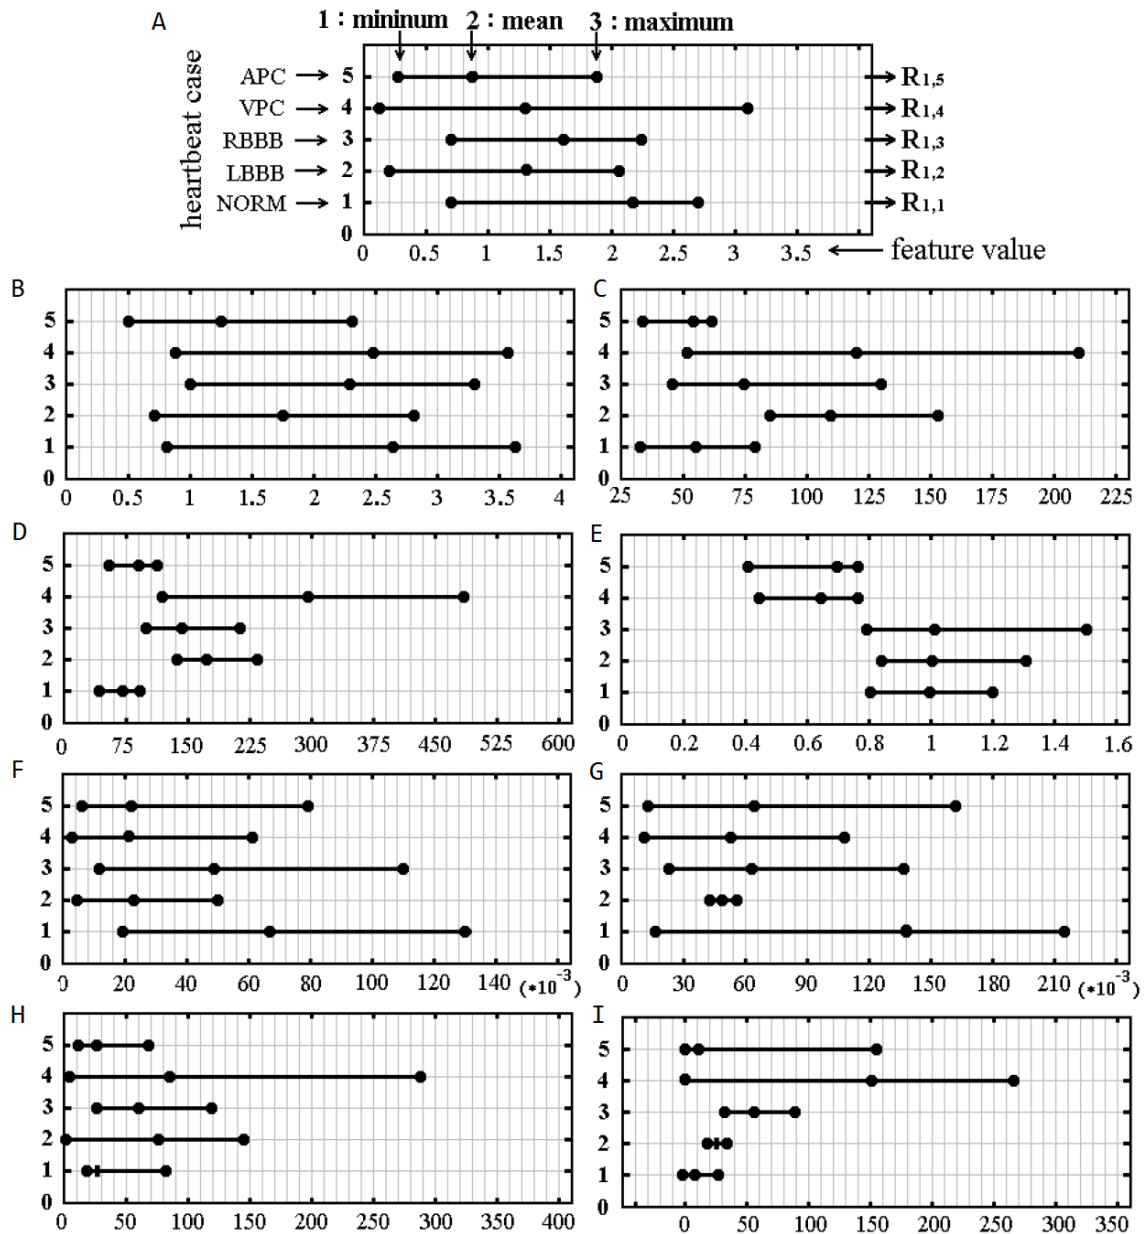 A
1 : mininum 2 : mean 3 : maximum
heartbeat case
APC 5 R1,5
VPC 4 R1,4
RBBB 3 R1,3
LBBB 2 R1,2
NORM 1 R1,1
0
0 0.5 1 1.5 2 2.5 3 3.5 feature value
B
5
4
3
2
1
0
0 0.5 1 1.5 2 2.5 3 3.5 4
C
5
4
3
2
1
0
25 50 75 100 125 150 175 200 225
D
5
4
3
2
1
0
0 75 150 225 300 375 450 525 600
E
5
4
3
2
1
0
0 0.2 0.4 0.6 0.8 1 1.2 1.4 1.6
F
5
4
3
2
1
0
0 20 40 60 80 100 120 140 (*10-3)
G
5
4
3
2
1
0
0 30 60 90 120 150 180 210 (*10-3)
H
5
4
3
2
1
0
0 50 100 150 200 250 300 350 400
I
5
4
3
2
1
0
0 50 100 150 200 250 300 350